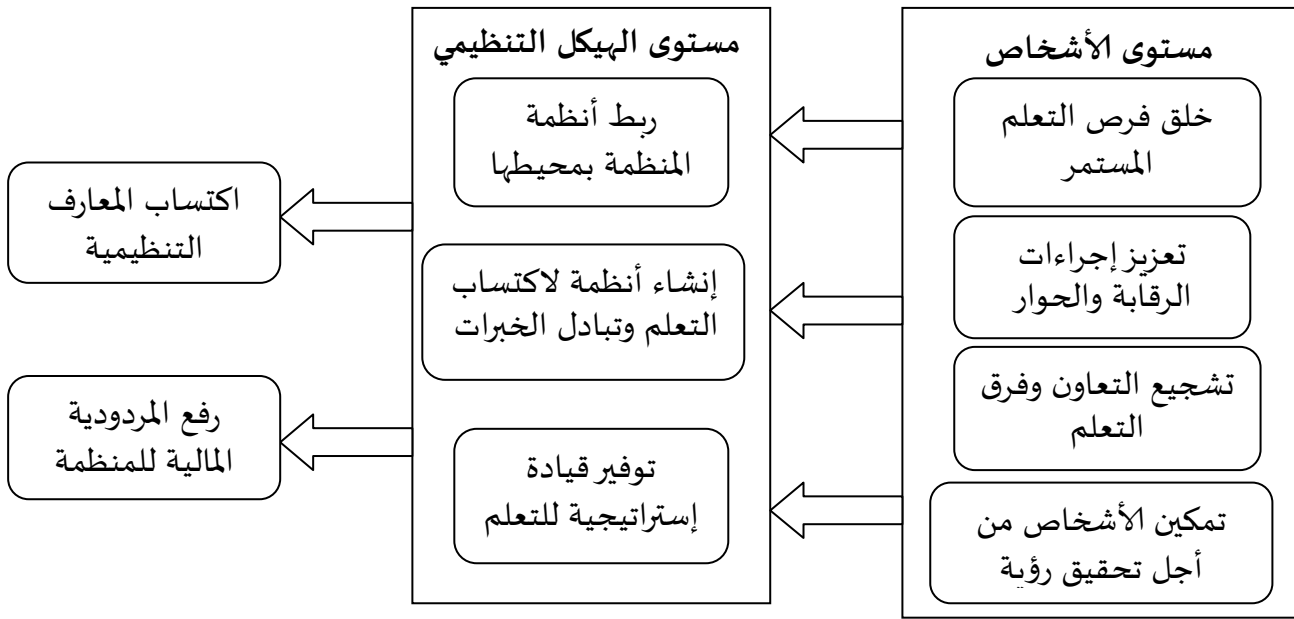 مستوى الأشخاص
خلق فرص التعلم
المستمر
تعزيز إجراءات
الرقابة والحوار
تشجيع التعاون وفرق
التعلم
تمكين الأشخاص من
أجل تحقيق رؤية
مستوى الهيكل التنظيمي
ربط أنظمة
المنظمة بمحيطها
إنشاء أنظمة لاكتساب
التعلم وتبادل الخبرات
توفير قيادة
إستراتيجية للتعلم
اكتساب المعارف
التنظيمية
رفع المردودية
المالية للمنظمة